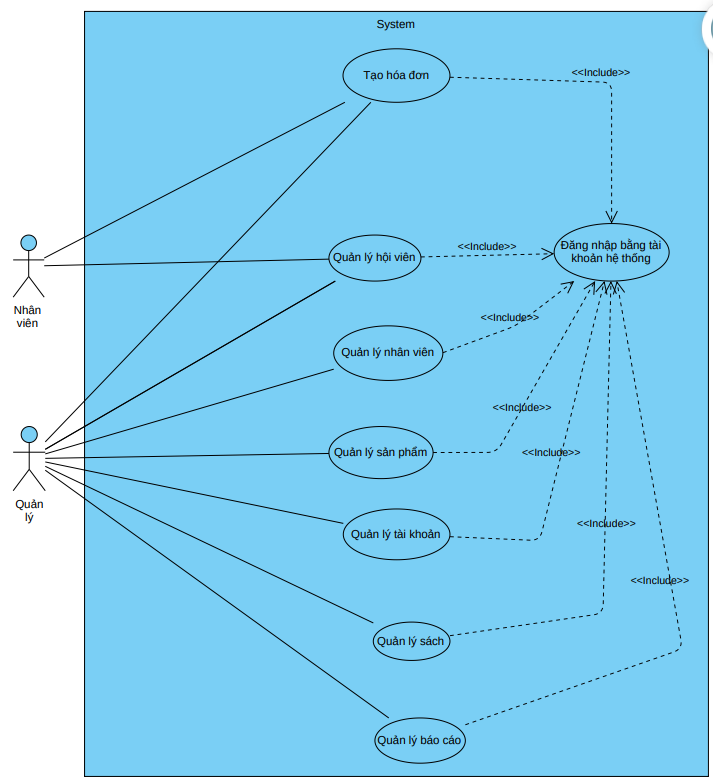 System
Tạo hóa đơn
<<Include>>
Đăng nhập bằng tài
khoản hệ thống
Quản lý hội viên
<<Include>>
Nhân
viên
<<Include>>
Quản lý nhân viên
<<Include>>
Quản lý sản phẩm
<<Include>>
Quản
lý
Quản lý tài khoản
<<Include>>
<<Include>>
Quản lý sách
Quản lý báo cáo